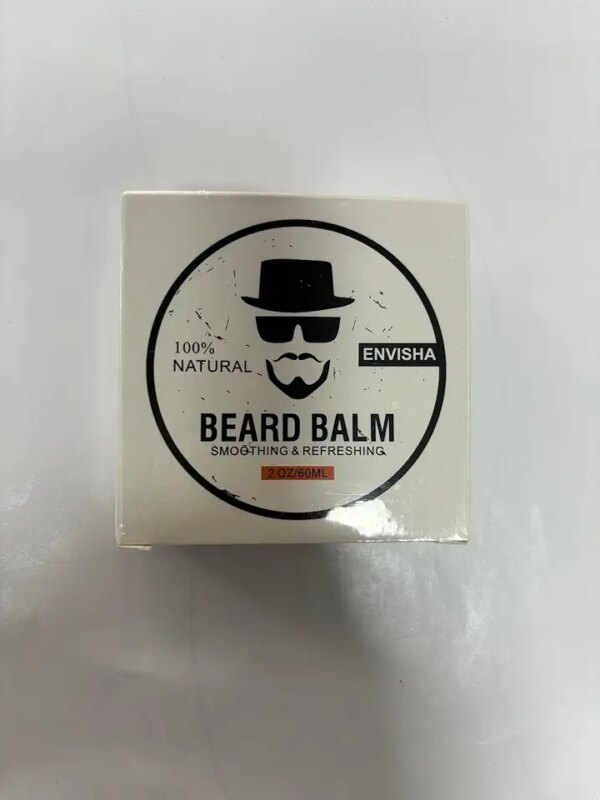 100%
NATURAL
ENVISHA
BEARD BALM
SMOOTHING & REFRESHING
2 OZ/60ML